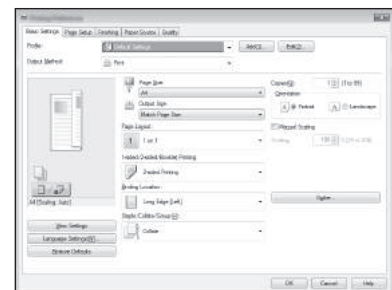 Basic Settings Page Setup Finishing Paper Source Quality
Profile: Default Settings Add(1)... Edit(2)...
Output Method: Print
Page Size:
A4
Output Size:
Match Page Size
Copies(Q): 1 [1 to 99]
Orientation
A Portrait A Landscape
Page Layout:
1 1 on 1
Manual Scaling
Scaling: 100
1-sided/2-sided/Booklet Printing:
2-sided Printing
Binding Location:
Long Edge [Left]
Staple/Collate/Group(X):
Collate
A4 [Scaling: Auto]
View Settings
Language Settings(V)...
Restore Defaults
OK Cancel Help